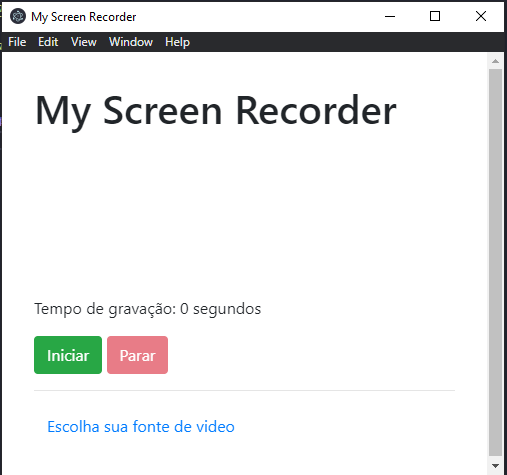 My Screen Recorder
File Edit View Window Help
My Screen Recorder
Tempo de gravação: 0 segundos
Iniciar Parar
Escolha sua fonte de video